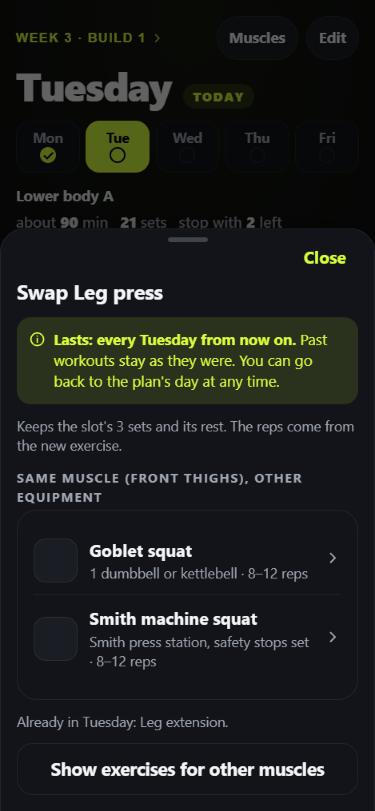 WEEK 3 · BUILD 1 >
Muscles
Edit
Tuesday
TODAY
Mon
Tue
Wed
Thu
Fri
Lower body A
about 90 min 21 sets stop with 2 left
Close
Swap Leg press
Lasts: every Tuesday from now on. Past
workouts stay as they were. You can go
back to the plan's day at any time.
Keeps the slot's 3 sets and its rest. The reps come from
the new exercise.
SAME MUSCLE (FRONT THIGHS), OTHER
EQUIPMENT
Goblet squat
1 dumbbell or kettlebell · 8–12 reps
Smith machine squat
Smith press station, safety stops set
· 8–12 reps
Already in Tuesday: Leg extension.
Show exercises for other muscles